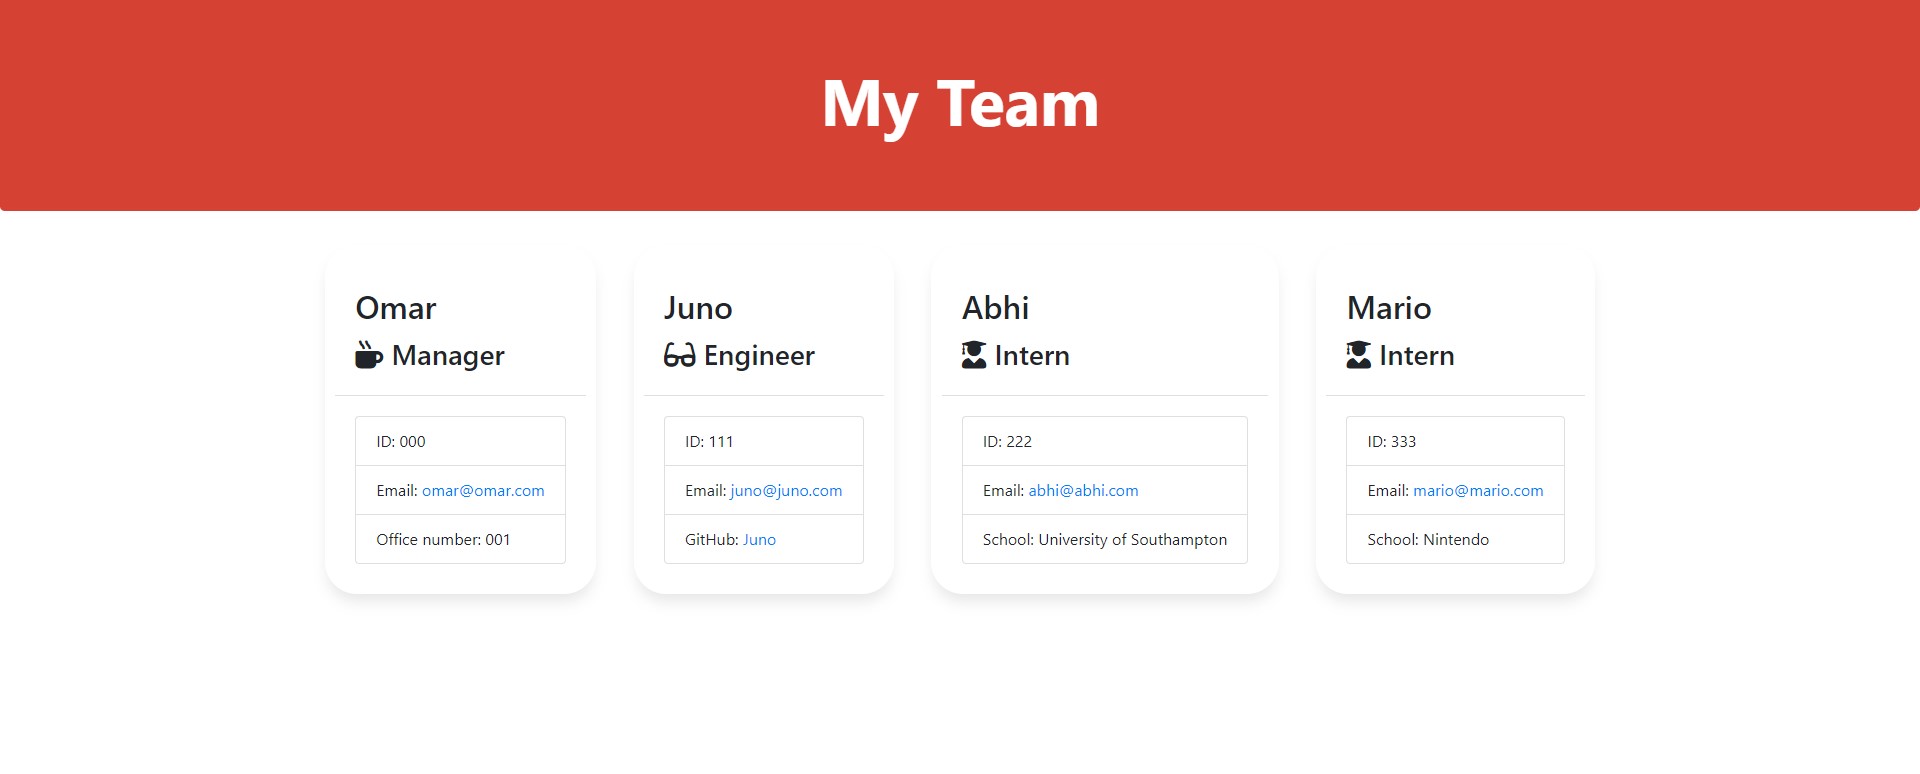 My Team
Omar
Manager
ID: 000
Email: omar@omar.com
Office number: 001
Juno
Engineer
ID: 111
Email: juno@juno.com
GitHub: Juno
Abhi
Intern
ID: 222
Email: abhi@abhi.com
School: University of Southampton
Mario
Intern
ID: 333
Email: mario@mario.com
School: Nintendo